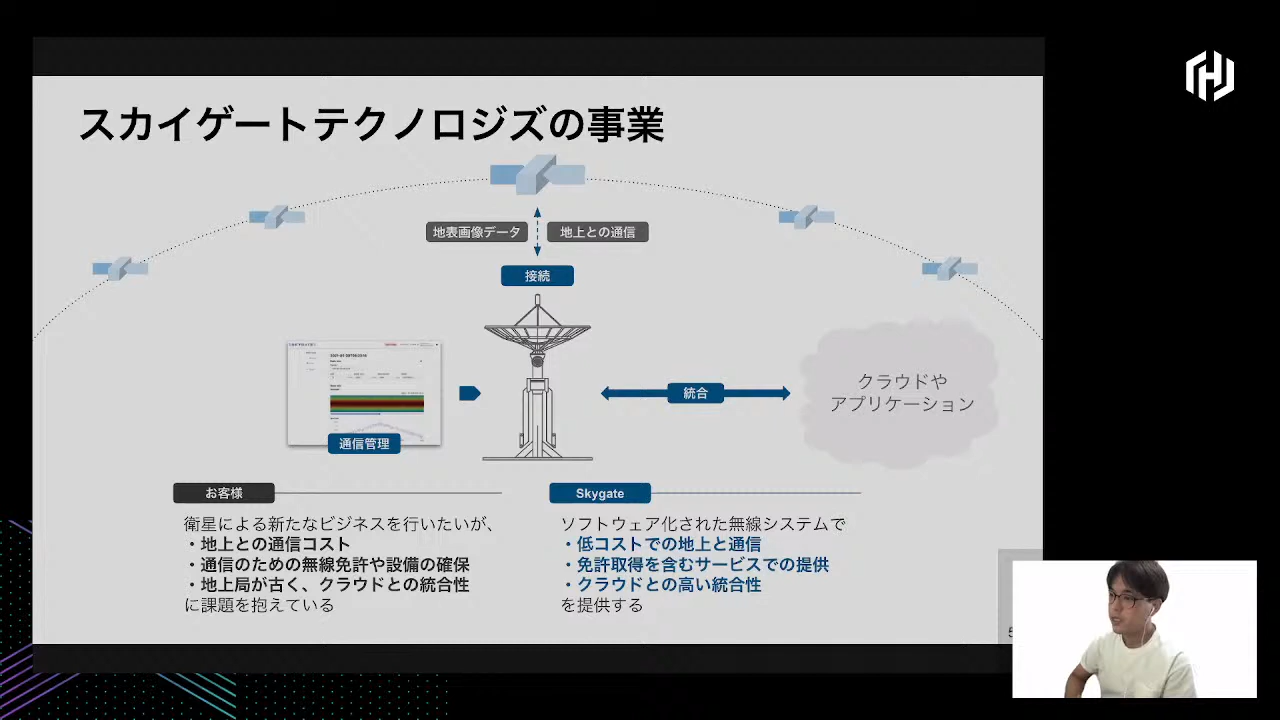 スカイゲートテクノロジズの事業
地表画像データ
地上との通信
接続
通信管理
統合
クラウドや
アプリケーション
お客様
衛星による新たなビジネスを行いたいが、
・地上との通信コスト
・通信のための無線免許や設備の確保
・地上局が古く、クラウドとの統合性
に課題を抱えている
Skygate
ソフトウェア化された無線システムで
・低コストでの地上と通信
・免許取得を含むサービスでの提供
・クラウドとの高い統合性
を提供する